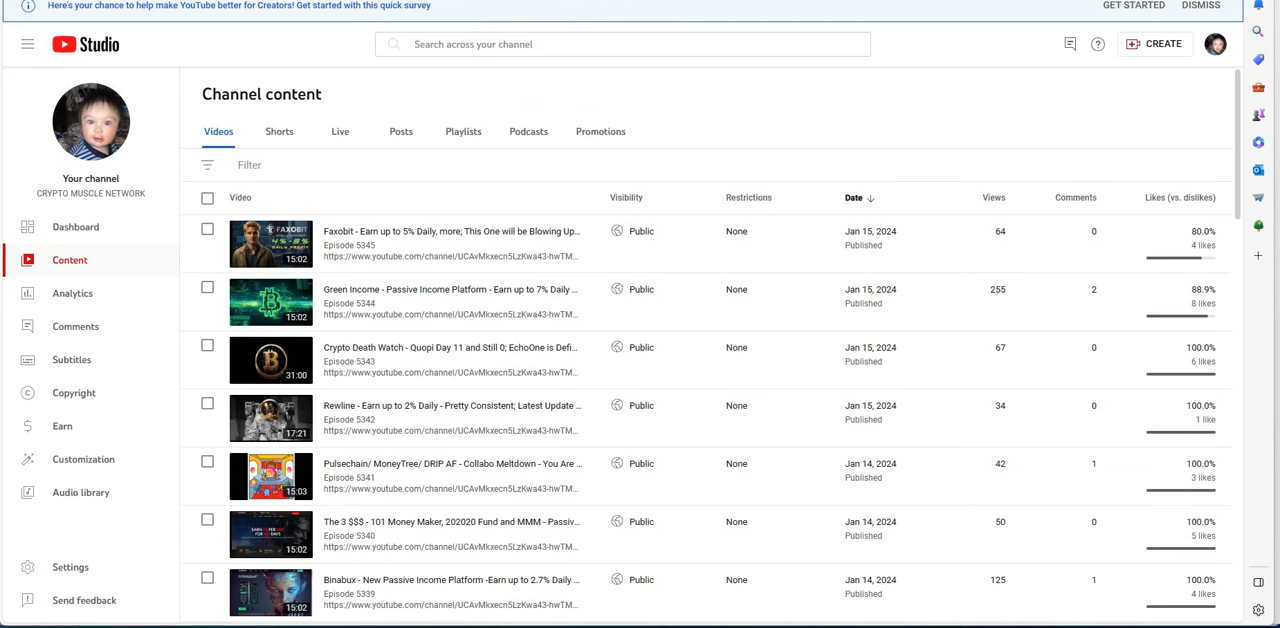 Here's your chance to help make YouTube better for Creators! Get started with this quick survey
GET STARTED
DISMISS
Studio
Search across your channel
CREATE
Your channel
CRYPTO MUSCLE NETWORK
Dashboard
Content
Analytics
Comments
Subtitles
Copyright
Earn
Customization
Audio library
Settings
Send feedback
Channel content
Videos Shorts Live Posts Playlists Podcasts Promotions
Filter
Video Visibility Restrictions Date Views Comments Likes (vs. dislikes)
FAXOBIT
4% - 5%
DAILY PROFIT
15:02
Faxobit - Earn up to 5% Daily, more; This One will be Blowing Up... Public None Jan 15, 2024 64 0 80.0%
Episode 5345 Published 4 likes
https://www.youtube.com/channel/UCAvMkxecn5LzKwa43-hwTM...
15:02
Green Income - Passive Income Platform - Earn up to 7% Daily ... Public None Jan 15, 2024 255 2 88.9%
Episode 5344 Published 8 likes
https://www.youtube.com/channel/UCAvMkxecn5LzKwa43-hwTM...
31:00
Crypto Death Watch - Quopi Day 11 and Still 0; EchoOne is Defi... Public None Jan 15, 2024 67 0 100.0%
Episode 5343 Published 6 likes
https://www.youtube.com/channel/UCAvMkxecn5LzKwa43-hwTM...
17:21
Rewline - Earn up to 2% Daily - Pretty Consistent; Latest Update ... Public None Jan 15, 2024 34 0 100.0%
Episode 5342 Published 1 like
https://www.youtube.com/channel/UCAvMkxecn5LzKwa43-hwTM...
15:03
Pulsechain/ MoneyTree/ DRIP AF - Collabo Meltdown - You Are ... Public None Jan 14, 2024 42 1 100.0%
Episode 5341 Published 3 likes
https://www.youtube.com/channel/UCAvMkxecn5LzKwa43-hwTM...
15:02
The 3 $$$ - 101 Money Maker, 202020 Fund and MMM - Passiv... Public None Jan 14, 2024 50 0 100.0%
Episode 5340 Published 5 likes
https://www.youtube.com/channel/UCAvMkxecn5LzKwa43-hwTM...
15:02
Binabux - New Passive Income Platform -Earn up to 2.7% Daily ... Public None Jan 14, 2024 125 1 100.0%
Episode 5339 Published 4 likes
https://www.youtube.com/channel/UCAvMkxecn5LzKwa43-hwTM...